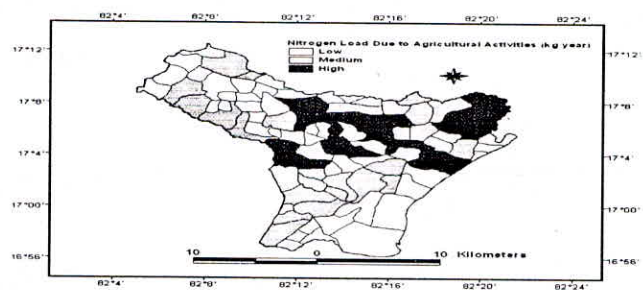 82°4' 82°8' 82°12' 82°16' 82°20' 82°24'
Nitrogen Load Due to Agricultural Activities (kg year)
Low
Medium
High
17°12' 17°12'
17°8' 17°8'
17°4' 17°4'
17°00' 17°00'
16°56' 16°56'
10 0 10 Kilometers
82°4' 82°8' 82°12' 82°16' 82°20' 82°24'